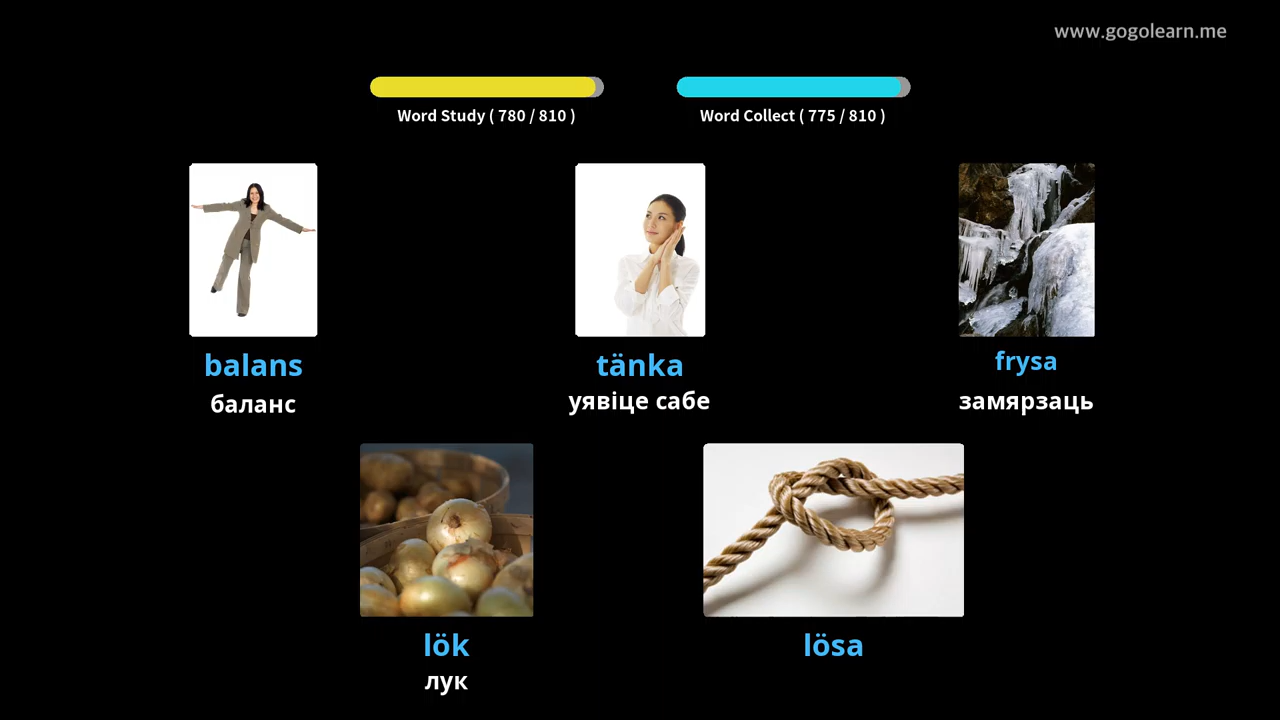 www.gogolearn.me
Word Study ( 780 / 810 )
Word Collect ( 775 / 810 )
balans
баланс
tänka
уявіце сабе
frysa
замярзаць
lök
лук
lösa